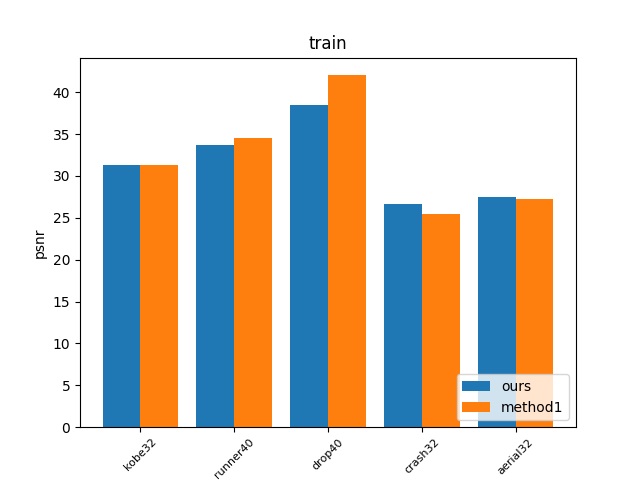 train
psnr
40
35
30
25
20
15
10
5
0
kobe32
runner40
drop40
crash32
aerial32
ours
method1